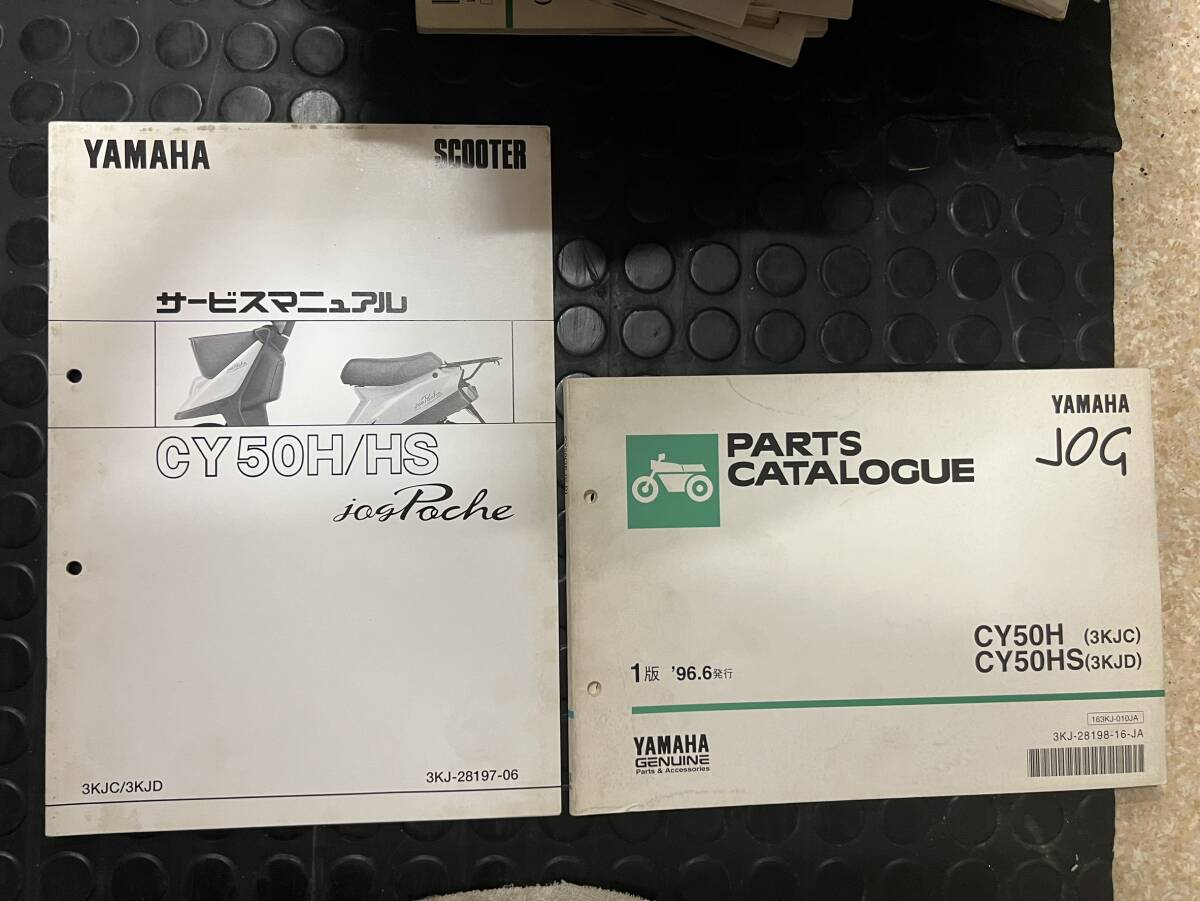 YAMAHA SCOOTER
サービスマニュアル
CY50H/HS
jogPoche
3KJC/3KJD 3KJ-28197-06
YAMAHA
JOG
PARTS
CATALOGUE
CY50H (3KJC)
CY50HS (3KJD)
1版 '96.6発行
163KJ-010JA
3KJ-28198-16-JA
YAMAHA
GENUINE
Parts & Accessories